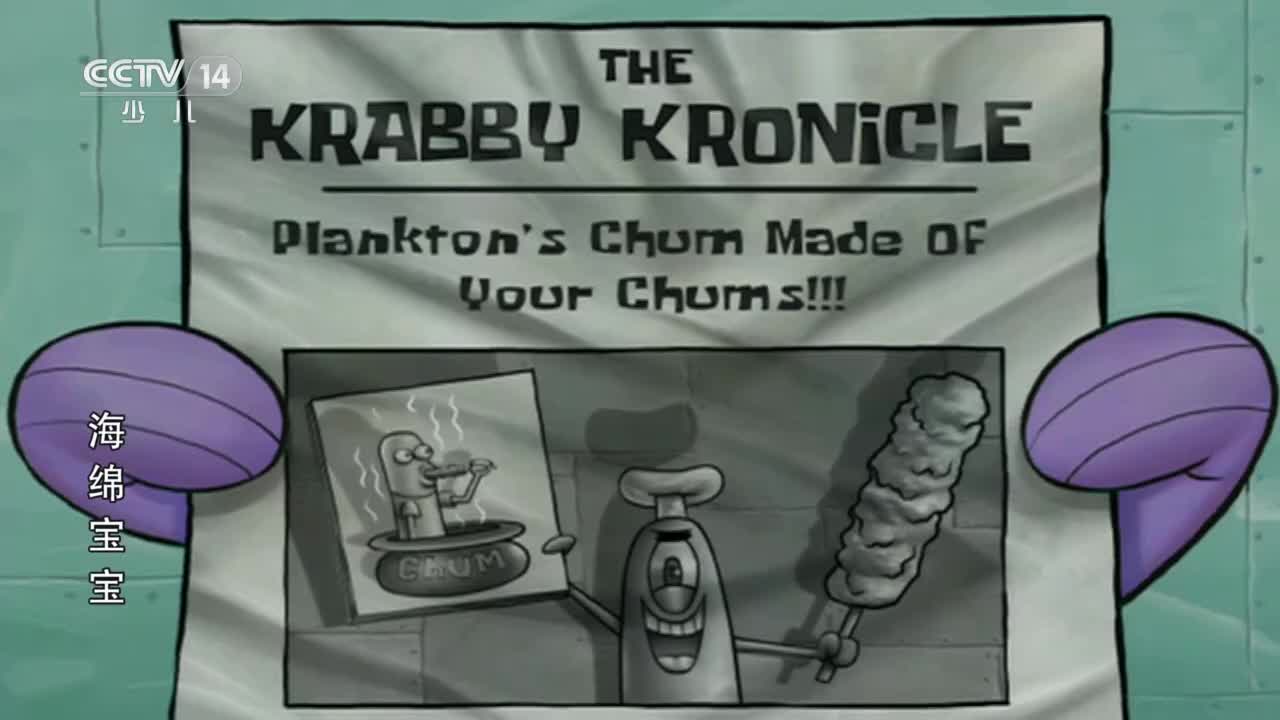 CCTV 14
少儿
THE
KRABBY KRONiCLE
Plankton's Chum Made OF
Your Chums!!!
CHUM
海绵宝宝